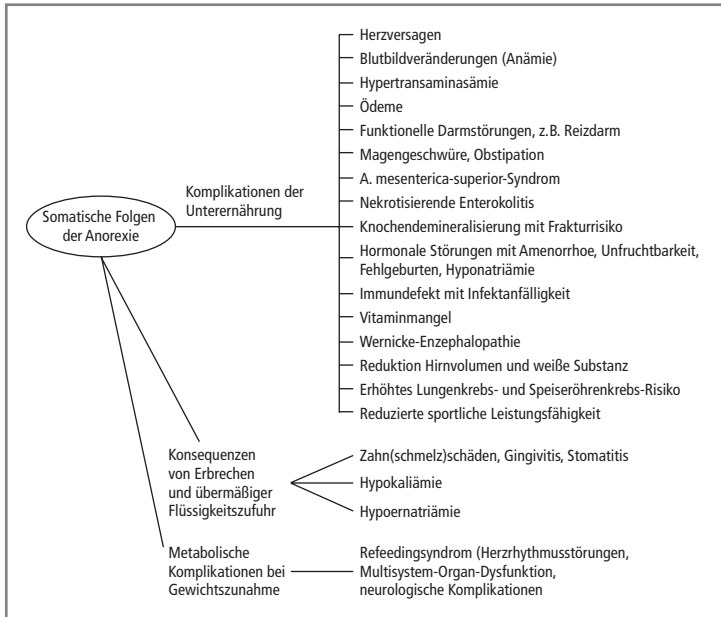 Somatische Folgen
der Anorexie
Komplikationen der
Unterernährung
Herzversagen
Blutbildveränderungen (Anämie)
Hypertransaminasämie
Ödeme
Funktionelle Darmstörungen, z.B. Reizdarm
Magengeschwüre, Obstipation
A. mesenterica-superior-Syndrom
Nekrotisierende Enterokolitis
Knochendemineralisierung mit Frakturrisiko
Hormonale Störungen mit Amenorrhoe, Unfruchtbarkeit,
Fehlgeburten, Hyponatriämie
Immundefekt mit Infektanfälligkeit
Vitaminmangel
Wernicke-Enzephalopathie
Reduktion Hirnvolumen und weiße Substanz
Erhöhtes Lungenkrebs- und Speiseröhrenkrebs-Risiko
Reduzierte sportliche Leistungsfähigkeit
Konsequenzen
von Erbrechen
und übermäßiger
Flüssigkeitszufuhr
Zahn(schmelz)schäden, Gingivitis, Stomatitis
Hypokaliämie
Hypoernatriämie
Metabolische
Komplikationen bei
Gewichtszunahme
Refeedingsyndrom (Herzrhythmusstörungen,
Multisystem-Organ-Dysfunktion,
neurologische Komplikationen